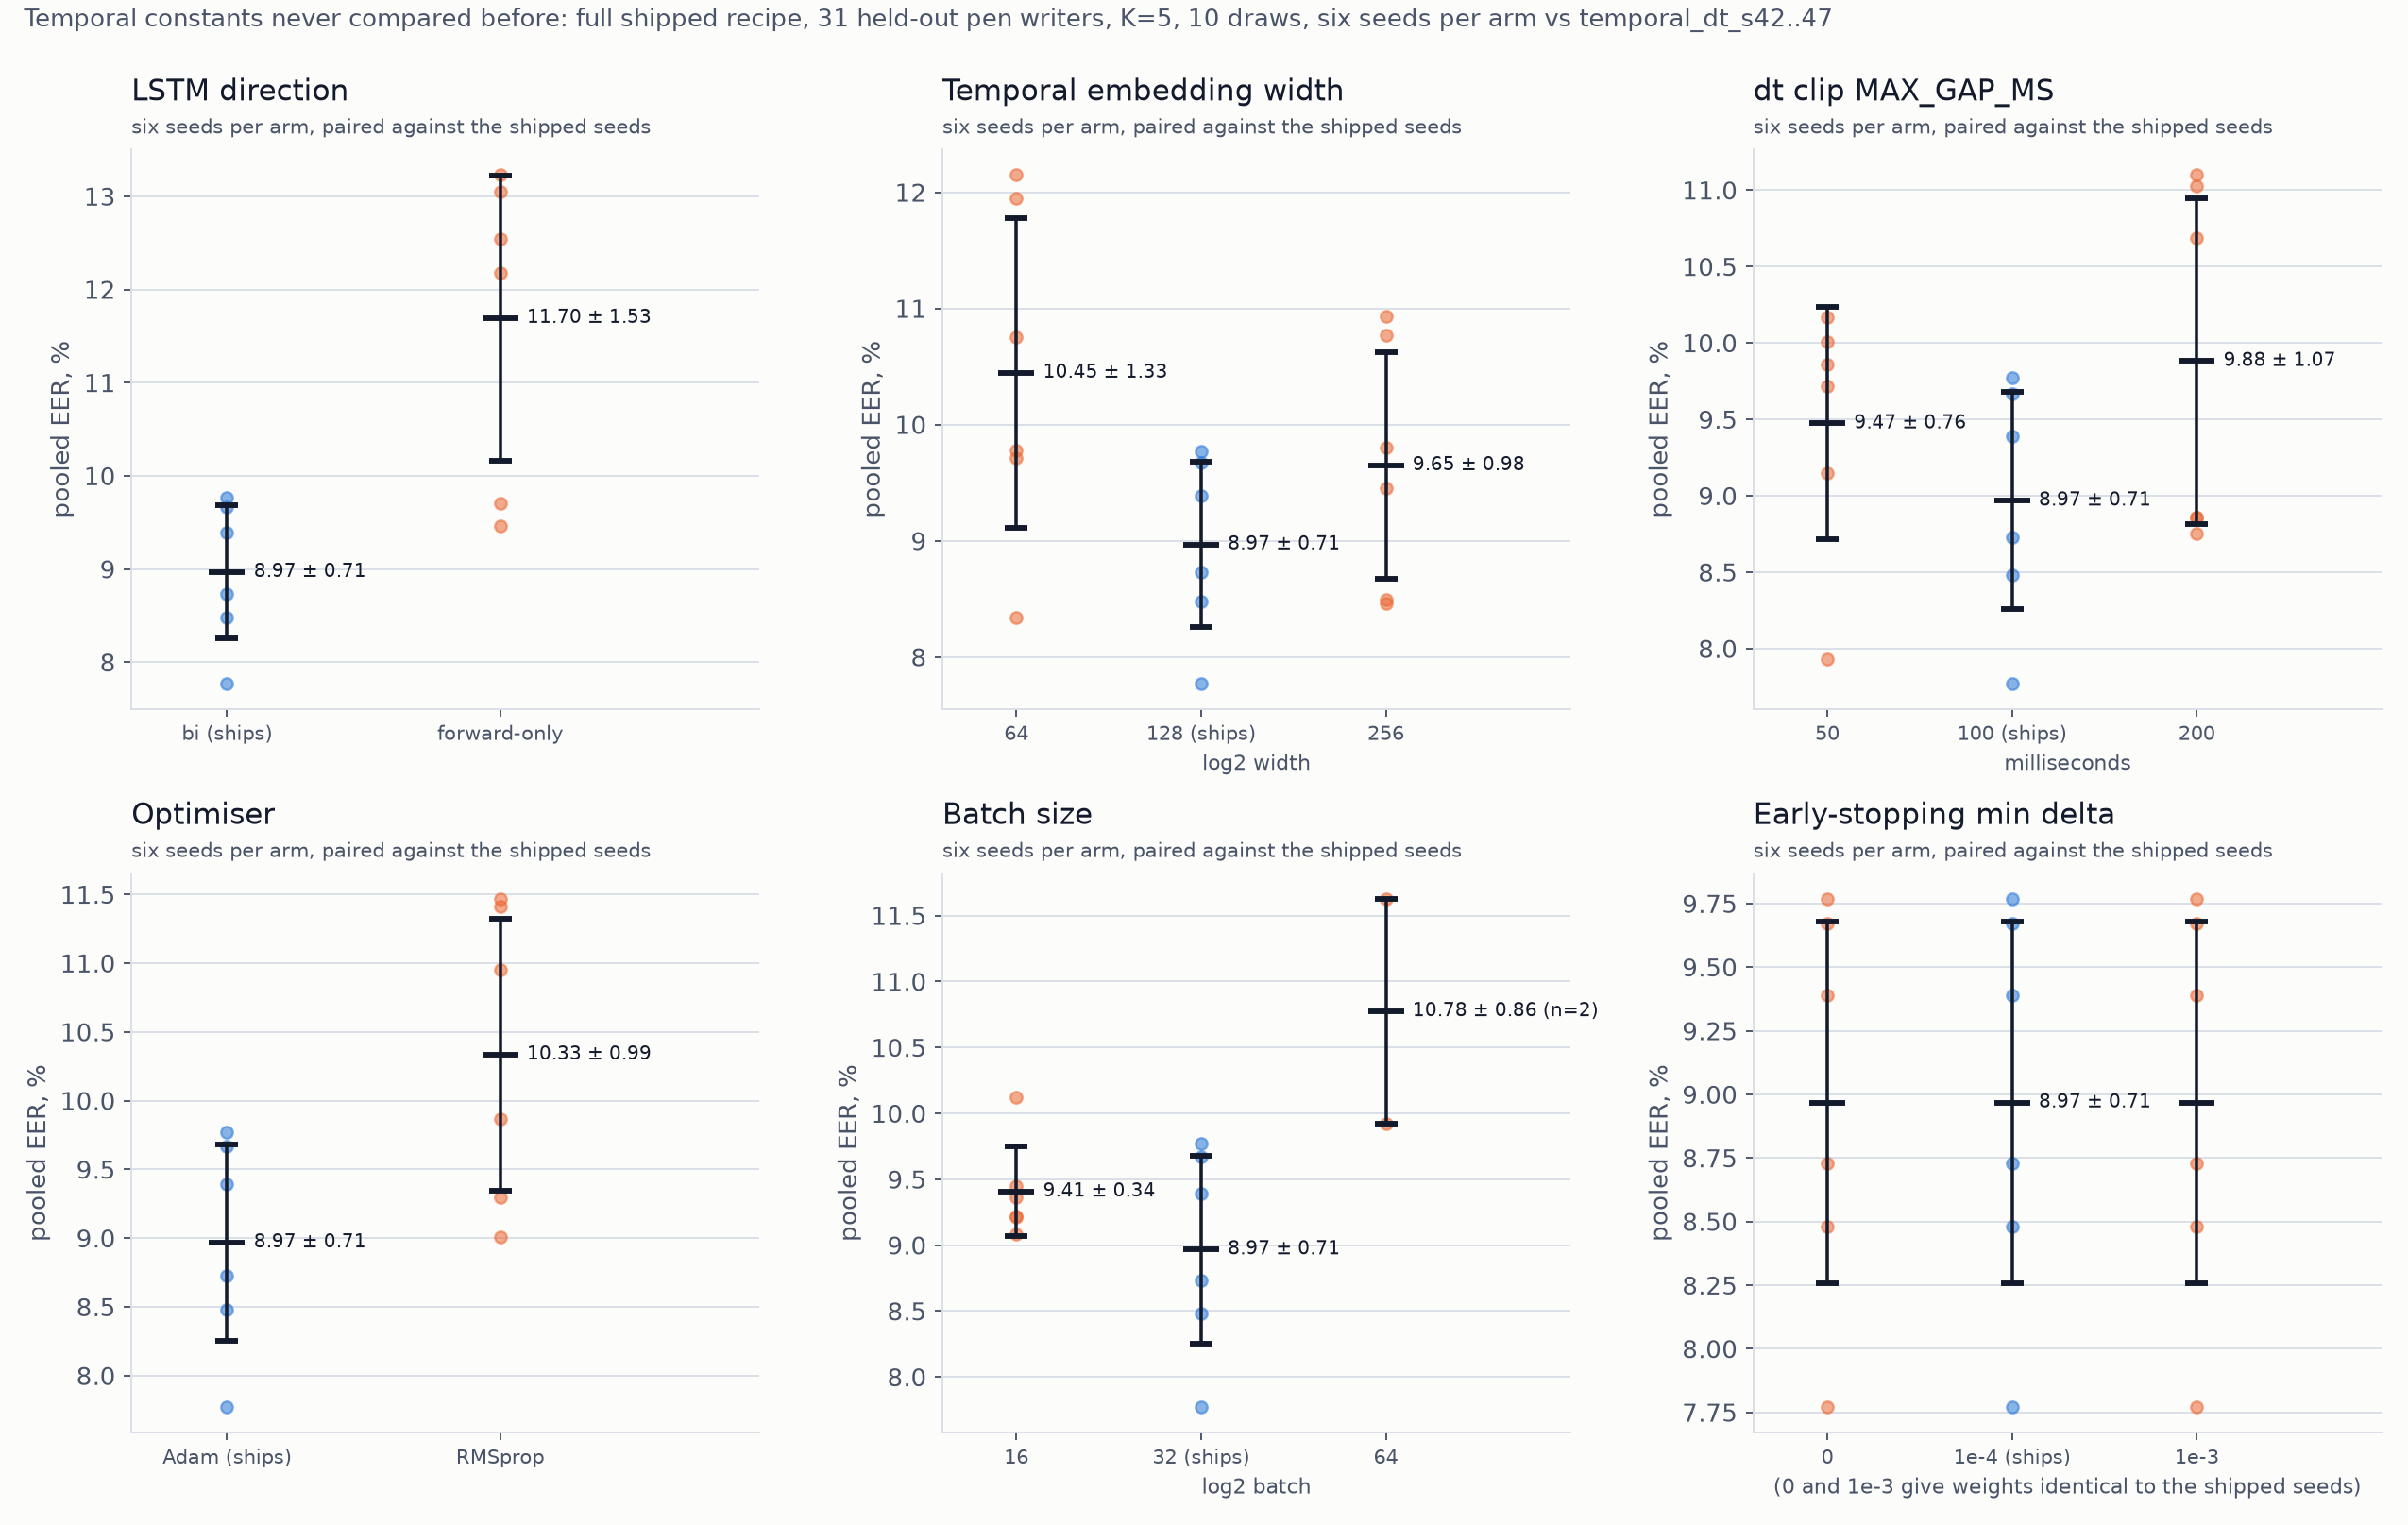 Temporal constants never compared before: full shipped recipe, 31 held-out pen writers, K=5, 10 draws, six seeds per arm vs temporal_dt_s42..47
LSTM direction
six seeds per arm, paired against the shipped seeds
pooled EER, %
13
12
11
10
9
8
11.70 ± 1.53
8.97 ± 0.71
bi (ships)
forward-only
Temporal embedding width
six seeds per arm, paired against the shipped seeds
pooled EER, %
12
11
10
9
8
10.45 ± 1.33
8.97 ± 0.71
9.65 ± 0.98
64
128 (ships)
256
log2 width
dt clip MAX_GAP_MS
six seeds per arm, paired against the shipped seeds
pooled EER, %
11.0
10.5
10.0
9.5
9.0
8.5
8.0
9.47 ± 0.76
8.97 ± 0.71
9.88 ± 1.07
50
100 (ships)
200
milliseconds
Optimiser
six seeds per arm, paired against the shipped seeds
pooled EER, %
11.5
11.0
10.5
10.0
9.5
9.0
8.5
8.0
8.97 ± 0.71
10.33 ± 0.99
Adam (ships)
RMSprop
Batch size
six seeds per arm, paired against the shipped seeds
pooled EER, %
11.5
11.0
10.5
10.0
9.5
9.0
8.5
8.0
9.41 ± 0.34
8.97 ± 0.71
10.78 ± 0.86 (n=2)
16
32 (ships)
64
log2 batch
Early-stopping min delta
six seeds per arm, paired against the shipped seeds
pooled EER, %
9.75
9.50
9.25
9.00
8.75
8.50
8.25
8.00
7.75
8.97 ± 0.71
0
1e-4 (ships)
1e-3
(0 and 1e-3 give weights identical to the shipped seeds)